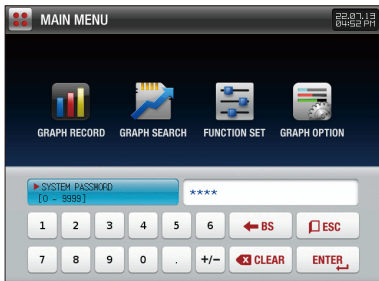 MAIN MENU
22.07.13
04:52 PM
GRAPH RECORD GRAPH SEARCH FUNCTION SET GRAPH OPTION
▶ SYSTEM PASSWORD
[0 - 9999]
****
1 2 3 4 5 6 BS ESC
7 8 9 0 . +/- CLEAR ENTER